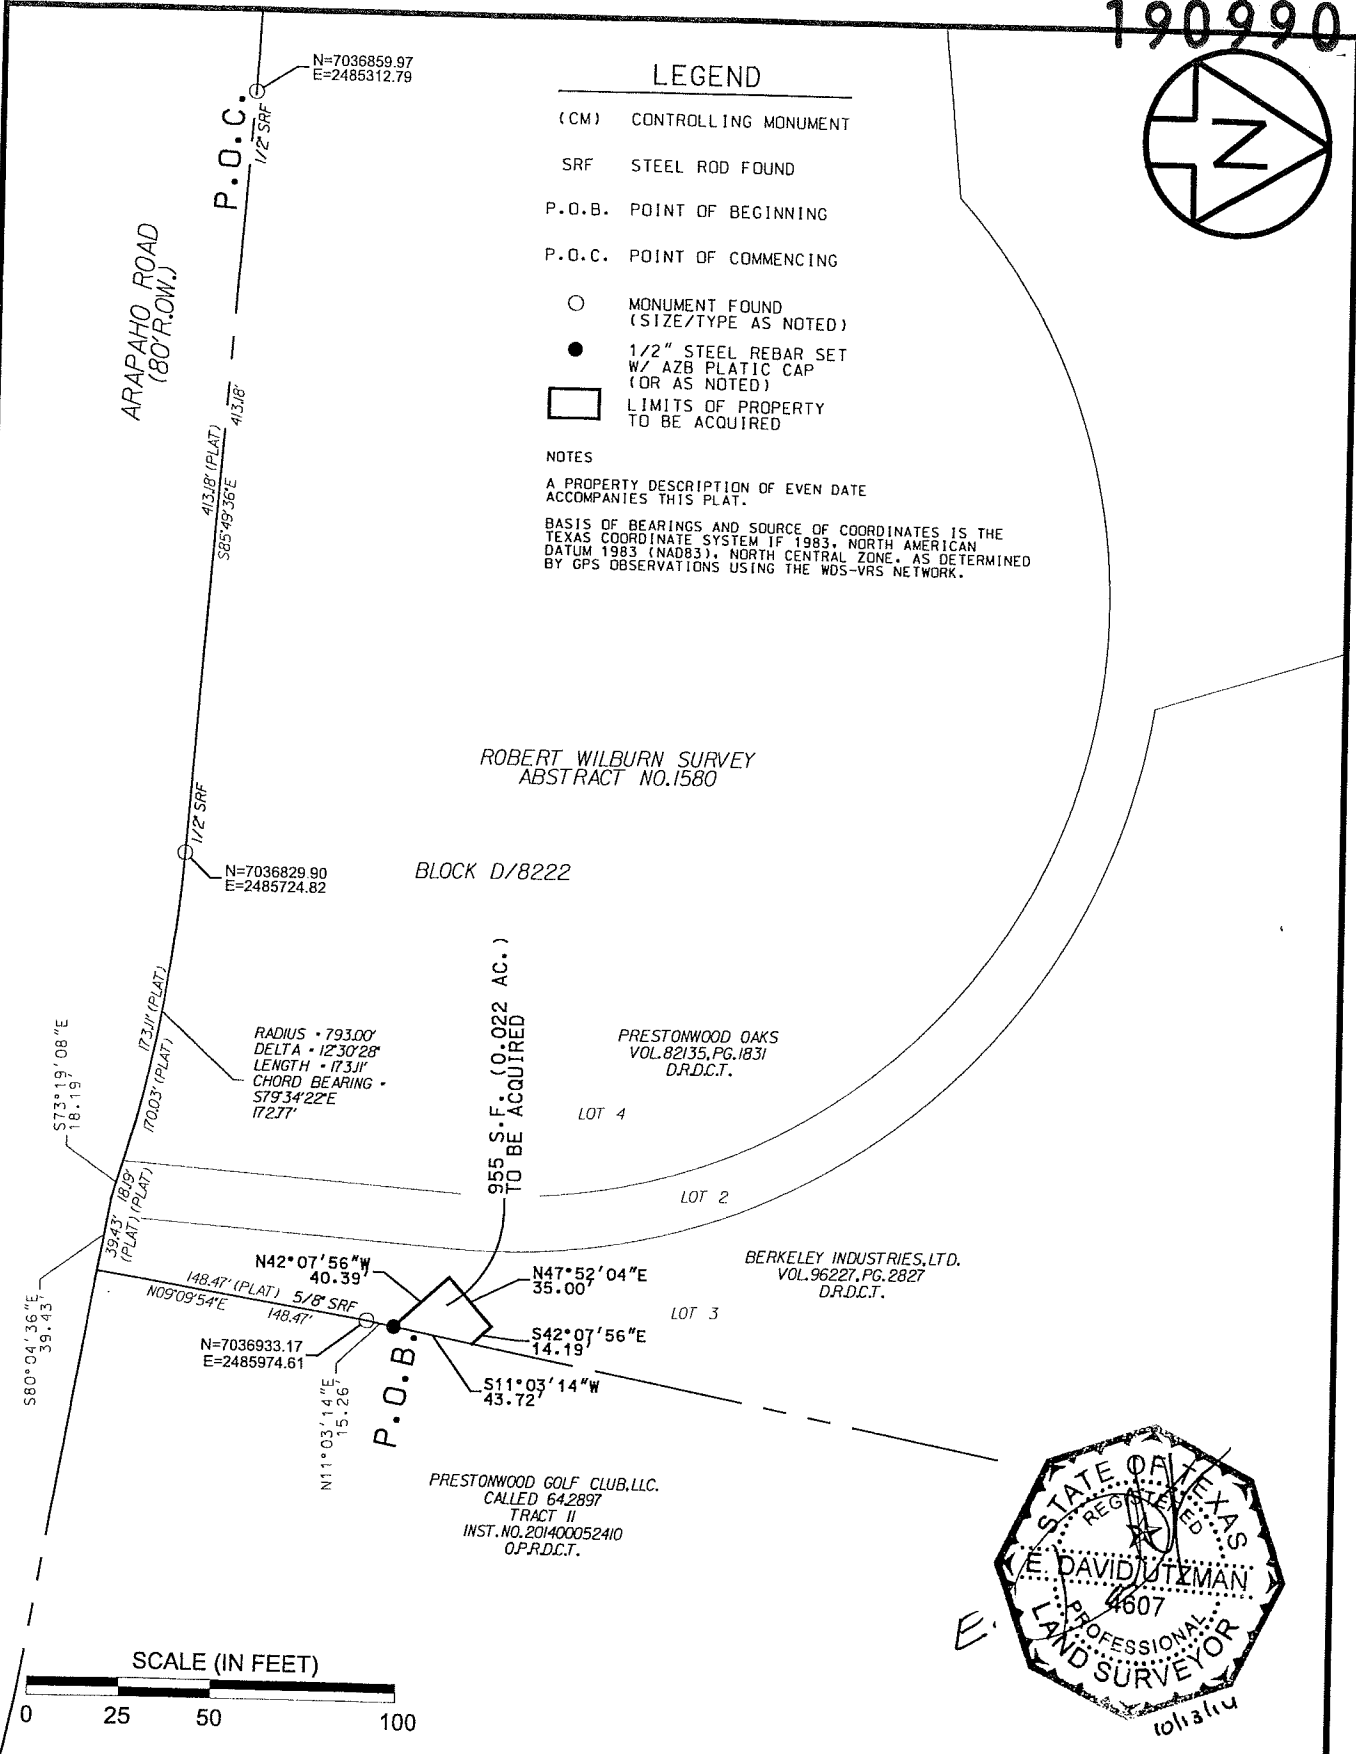 190990
N=7036859.97
E=2485312.79
P.O.C.
1/2" SRF
LEGEND
(CM) CONTROLLING MONUMENT
SRF STEEL ROD FOUND
P.O.B. POINT OF BEGINNING
P.O.C. POINT OF COMMENCING
MONUMENT FOUND
(SIZE/TYPE AS NOTED)
1/2" STEEL REBAR SET
W/ AZB PLATIC CAP
(OR AS NOTED)
LIMITS OF PROPERTY
TO BE ACQUIRED
N
ARAPAHO ROAD
(80' R.O.W.)
413.18' (PLAT)
413.18'
S85°49'36"E
NOTES
A PROPERTY DESCRIPTION OF EVEN DATE
ACCOMPANIES THIS PLAT.
BASIS OF BEARINGS AND SOURCE OF COORDINATES IS THE
TEXAS COORDINATE SYSTEM IF 1983, NORTH AMERICAN
DATUM 1983 (NAD83), NORTH CENTRAL ZONE, AS DETERMINED
BY GPS OBSERVATIONS USING THE WDS-VRS NETWORK.
ROBERT WILBURN SURVEY
ABSTRACT NO.1580
1/2" SRF
N=7036829.90
E=2485724.82
BLOCK D/8222
173.11' (PLAT)
170.03' (PLAT)
RADIUS = 793.00'
DELTA = 12°30'28"
LENGTH = 173.11'
CHORD BEARING =
S79°34'22"E
172.77'
955 S.F. (0.022 AC.)
TO BE ACQUIRED
PRESTONWOOD OAKS
VOL.82135,PG.1831
D.R.D.C.T.
LOT 4
S73°19'08"E
18.19'
18.19'
(PLAT)
39.43'
(PLAT)
LOT 2
S80°04'36"E
39.43'
148.47' (PLAT)
N09°09'54"E
148.47'
5/8" SRF
N42°07'56"W
40.39'
N47°52'04"E
35.00'
BERKELEY INDUSTRIES,LTD.
VOL.96227,PG.2827
D.R.D.C.T.
LOT 3
N=7036933.17
E=2485974.61
S42°07'56"E
14.19'
S11°03'14"W
43.72'
N11°03'14"E
15.26'
P.O.B.
PRESTONWOOD GOLF CLUB,LLC.
CALLED 64.2897
TRACT II
INST.NO.201400052410
O.P.R.D.C.T.
STATE OF TEXAS
REGISTERED
E. DAVID UTZMAN
4607
PROFESSIONAL
LAND SURVEYOR
10/13/14
SCALE (IN FEET)
0 25 50 100